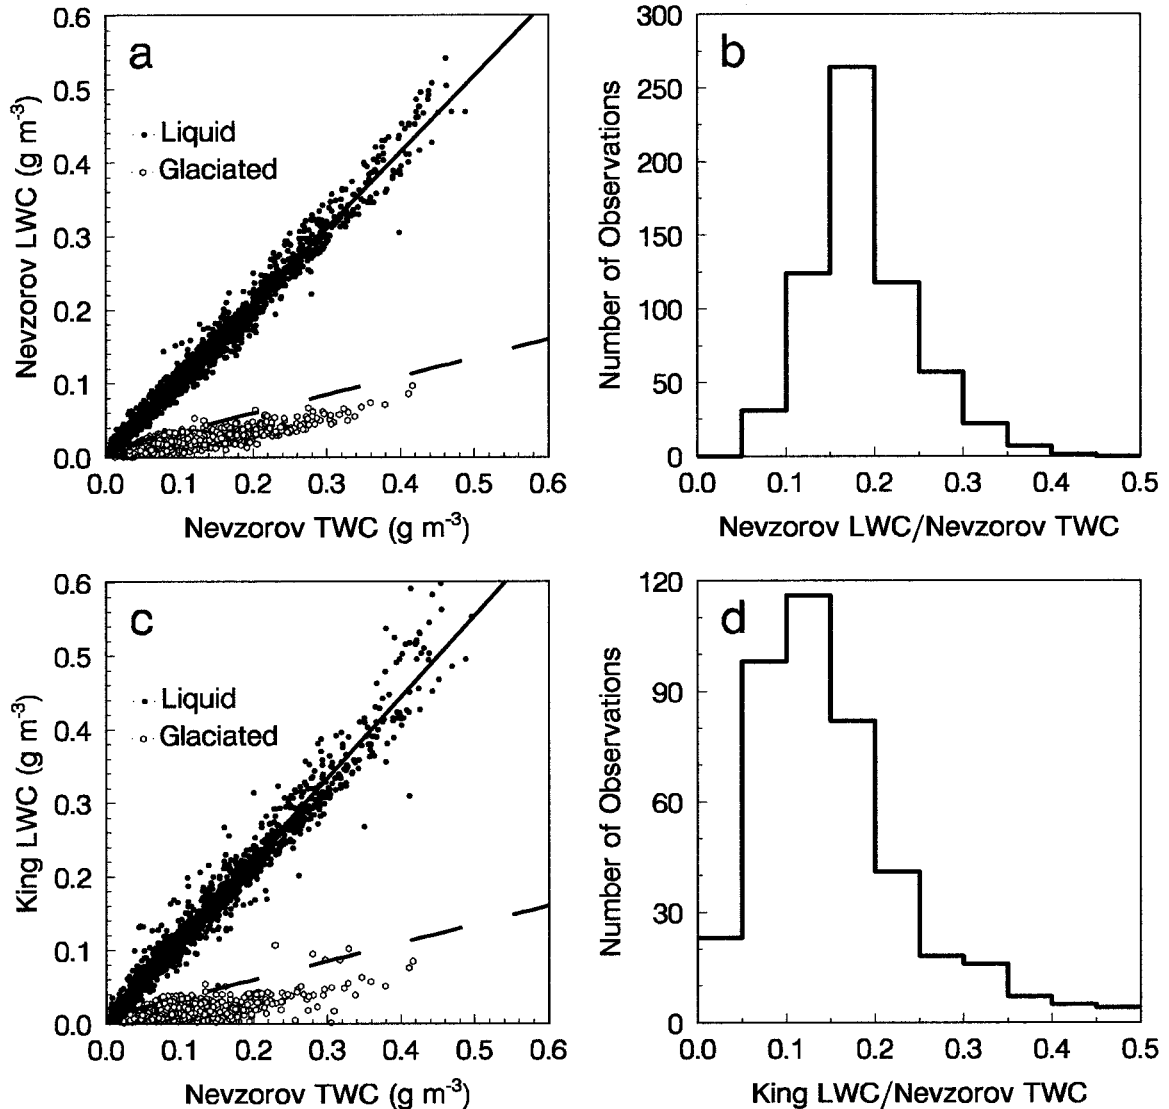 a
Nevzorov LWC (g m⁻³)
0.6
0.5
0.4
0.3
0.2
0.1
0.0
Liquid
Glaciated
0.0 0.1 0.2 0.3 0.4 0.5 0.6
Nevzorov TWC (g m⁻³)
b
Number of Observations
300
250
200
150
100
50
0
0.0 0.1 0.2 0.3 0.4 0.5
Nevzorov LWC/Nevzorov TWC
c
King LWC (g m⁻³)
0.6
0.5
0.4
0.3
0.2
0.1
0.0
Liquid
Glaciated
0.0 0.1 0.2 0.3 0.4 0.5 0.6
Nevzorov TWC (g m⁻³)
d
Number of Observations
120
90
60
30
0
0.0 0.1 0.2 0.3 0.4 0.5
King LWC/Nevzorov TWC